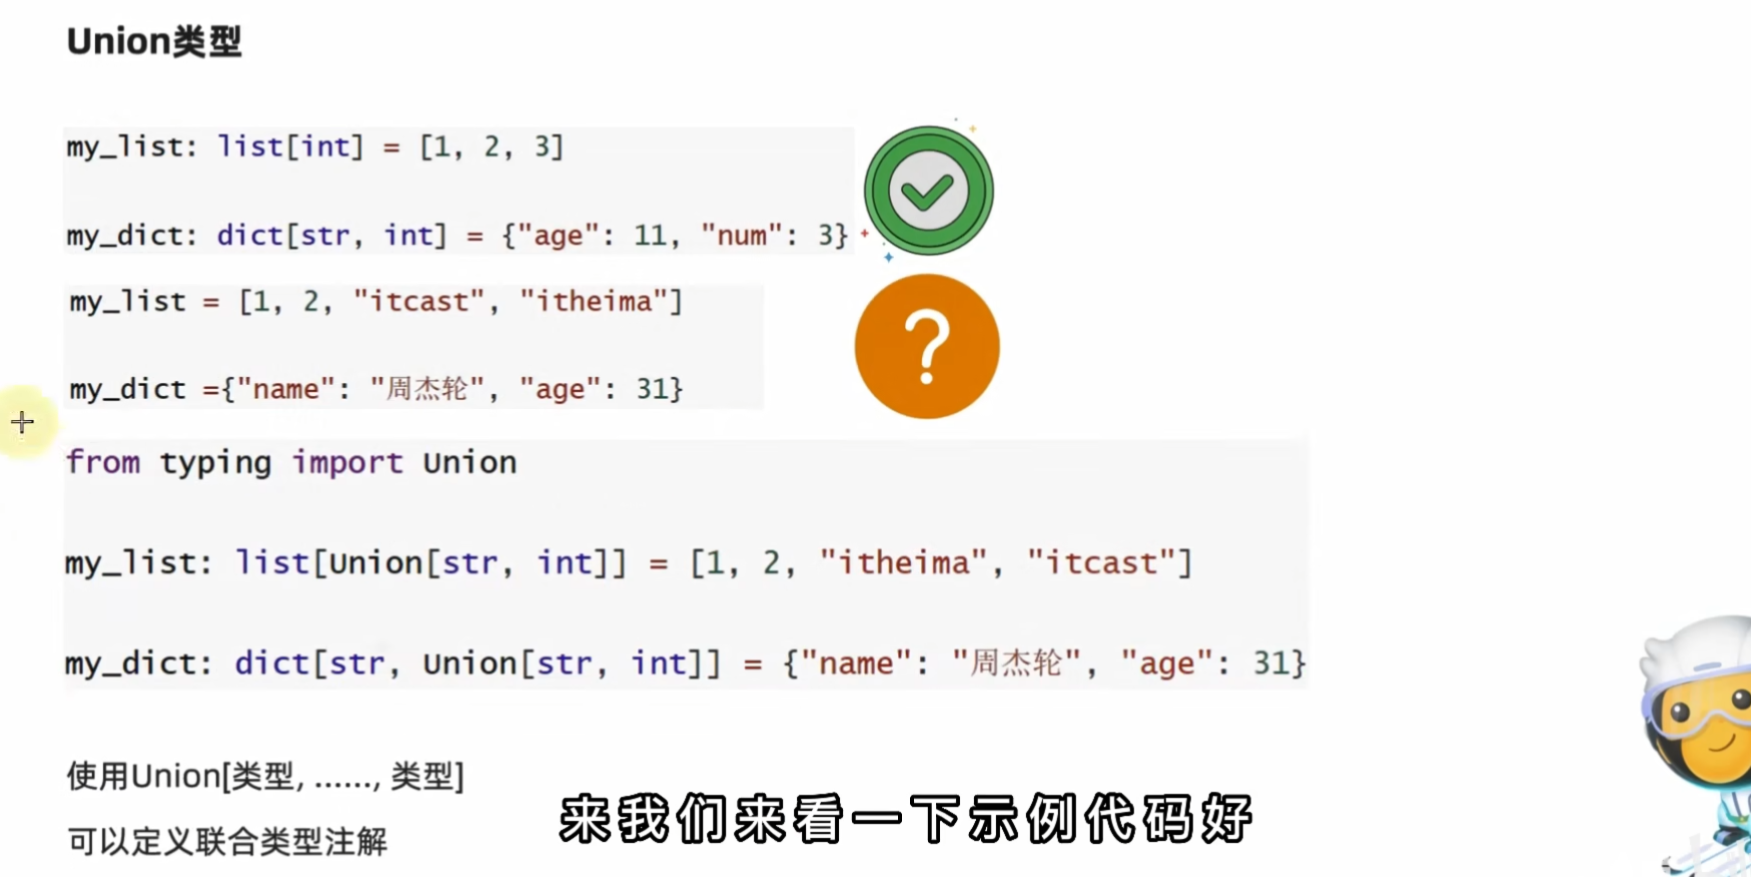 Union类型
my_list: list[int] = [1, 2, 3]
my_dict: dict[str, int] = {"age": 11, "num": 3}
my_list = [1, 2, "itcast", "itheima"]
?
my_dict ={"name": "周杰轮", "age": 31}
from typing import Union
my_list: list[Union[str, int]] = [1, 2, "itheima", "itcast"]
my_dict: dict[str, Union[str, int]] = {"name": "周杰轮", "age": 31}
使用Union[类型, ......, 类型]
可以定义联合类型注解
来我们来看一下示例代码好